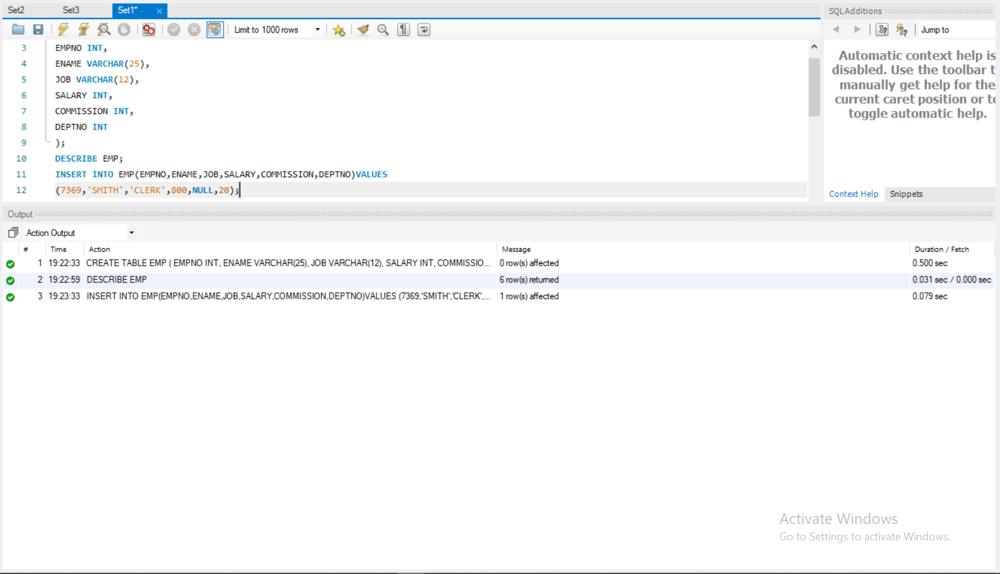 Set2 Set3 Set1*
Limit to 1000 rows
3 EMPNO INT,
4 ENAME VARCHAR(25),
5 JOB VARCHAR(12),
6 SALARY INT,
7 COMMISSION INT,
8 DEPTNO INT
9 );
10 DESCRIBE EMP;
11 INSERT INTO EMP(EMPNO,ENAME,JOB,SALARY,COMMISSION,DEPTNO)VALUES
12 (7369,'SMITH','CLERK',800,NULL,20);
SQLAdditions
Jump to
Automatic context help is
disabled. Use the toolbar t
manually get help for the
current caret position or to
toggle automatic help.
Context Help Snippets
Output
Action Output
# Time Action Message Duration / Fetch
1 19:22:33 CREATE TABLE EMP ( EMPNO INT, ENAME VARCHAR(25), JOB VARCHAR(12), SALARY INT, COMMISSIO... 0 row(s) affected 0.500 sec
2 19:22:59 DESCRIBE EMP 6 row(s) returned 0.031 sec / 0.000 sec
3 19:23:33 INSERT INTO EMP(EMPNO,ENAME,JOB,SALARY,COMMISSION,DEPTNO)VALUES (7369,'SMITH','CLERK',... 1 row(s) affected 0.079 sec
Activate Windows
Go to Settings to activate Windows.